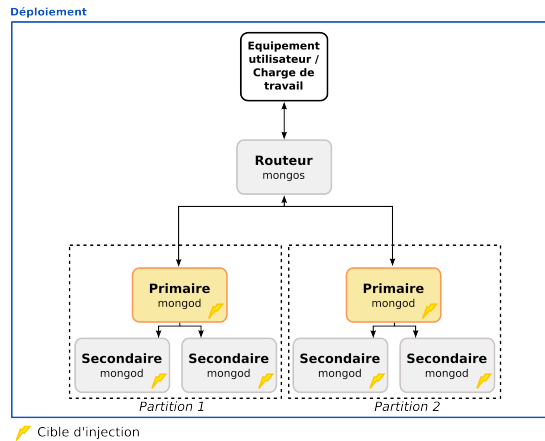 Déploiement
Equipement
utilisateur /
Charge de
travail
Routeur
mongos
Primaire
mongod
Primaire
mongod
Secondaire
mongod
Secondaire
mongod
Secondaire
mongod
Secondaire
mongod
Partition 1
Partition 2
Cible d'injection